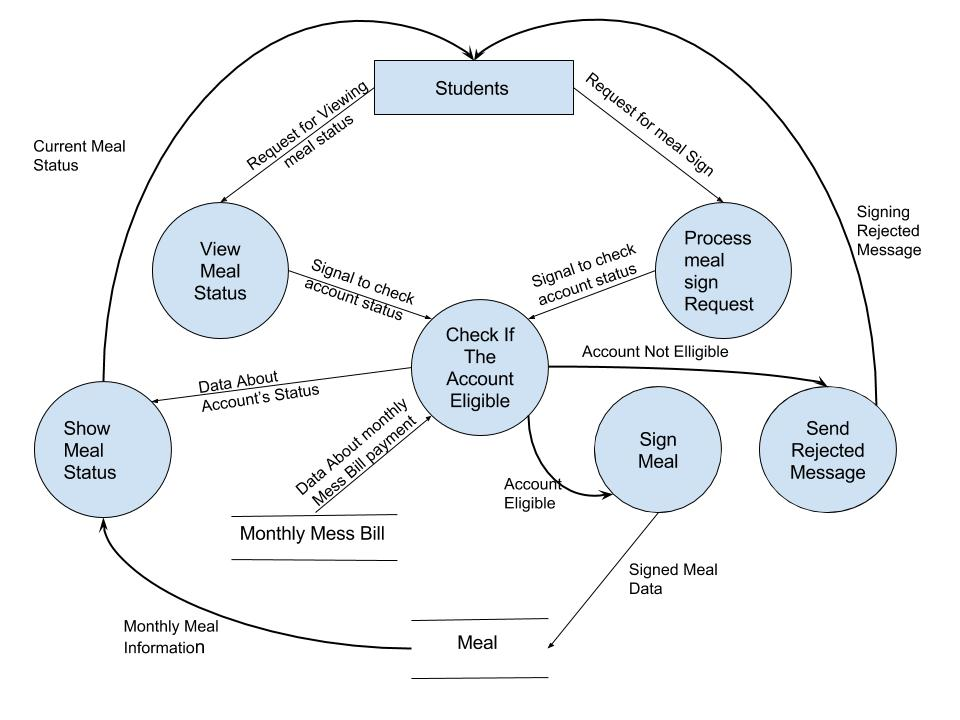 Students
Request for Viewing
meal status
Request for meal Sign
Current Meal
Status
Signing
Rejected
Message
View
Meal
Status
Process
meal
sign
Request
Signal to check
account status
Signal to check
account status
Check If
The
Account
Eligible
Account Not Elligible
Data About
Account's Status
Show
Meal
Status
Data About monthly
Mess Bill payment
Sign
Meal
Send
Rejected
Message
Account
Eligible
Monthly Mess Bill
Signed Meal
Data
Monthly Meal
Information
Meal